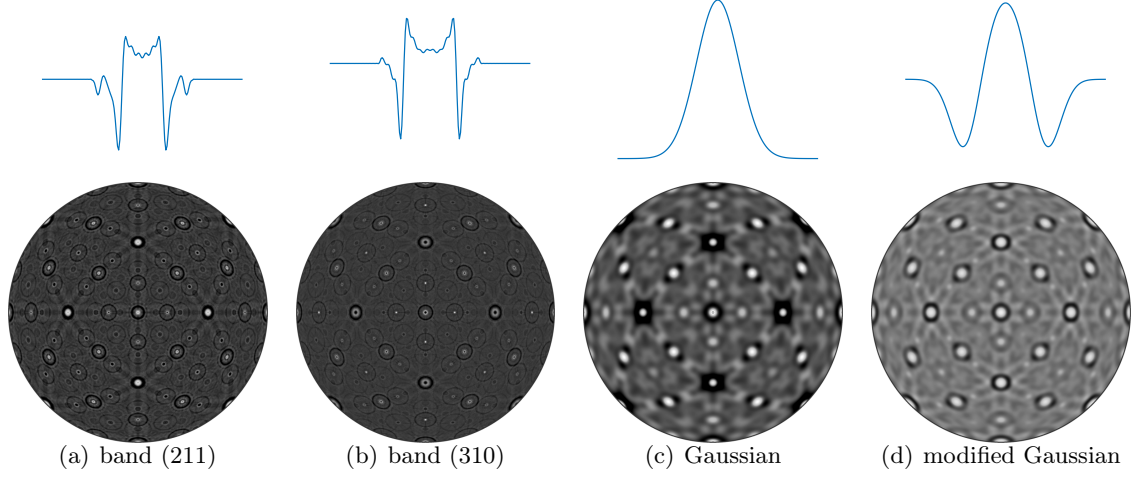 (a) band (211)
(b) band (310)
(c) Gaussian
(d) modified Gaussian